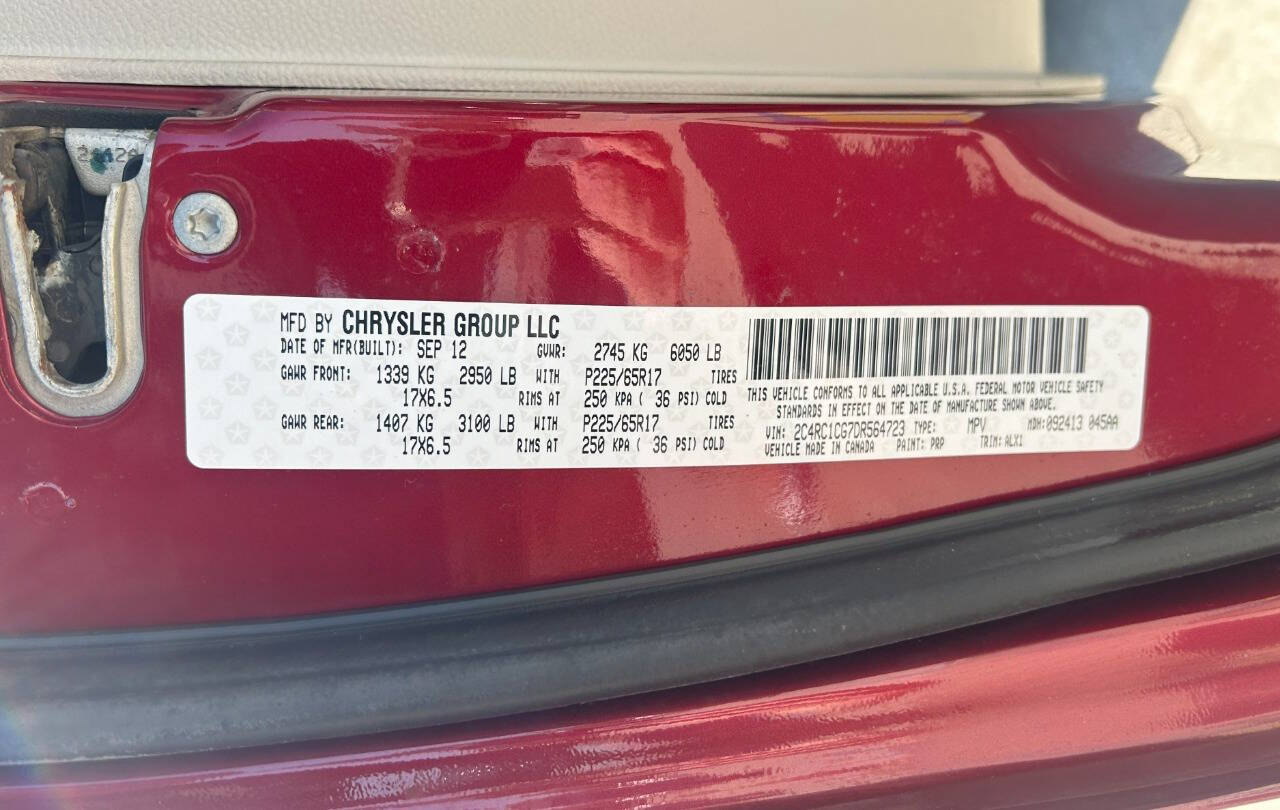 MFD BY CHRYSLER GROUP LLC
DATE OF MFR(BUILT): SEP 12 GVWR: 2745 KG 6050 LB
GAWR FRONT: 1339 KG 2950 LB WITH P225/65R17 TIRES
17X6.5 RIMS AT 250 KPA ( 36 PSI) COLD
GAWR REAR: 1407 KG 3100 LB WITH P225/65R17 TIRES
17X6.5 RIMS AT 250 KPA ( 36 PSI) COLD
THIS VEHICLE CONFORMS TO ALL APPLICABLE U.S.A. FEDERAL MOTOR VEHICLE SAFETY
STANDARDS IN EFFECT ON THE DATE OF MANUFACTURE SHOWN ABOVE.
VIN: 2C4RC1CG7DR564723 TYPE: MPV MDH: 092413 045AA
VEHICLE MADE IN CANADA PAINT: PRP TRIM: ALX1